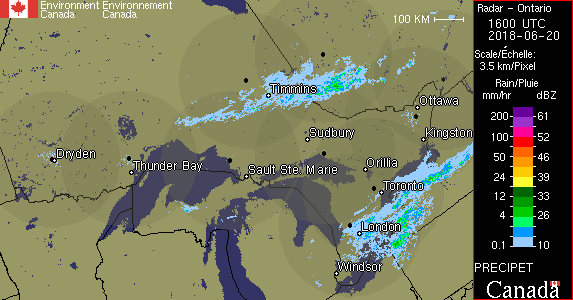 Environment Environnement
Canada Canada
100 KM
Timmins
Ottawa
Sudbury
Kingston
Dryden
Thunder Bay
Sault Ste. Marie
Orillia
Toronto
London
Windsor
Radar - Ontario
1600 UTC
2018-06-20
Scale/Échelle:
3.5 km/Pixel
Rain/Pluie
mm/hr dBZ
200 61
100 52
50 46
24 39
12 33
4 26
1 18
0.1 10
PRECIPET
Canada